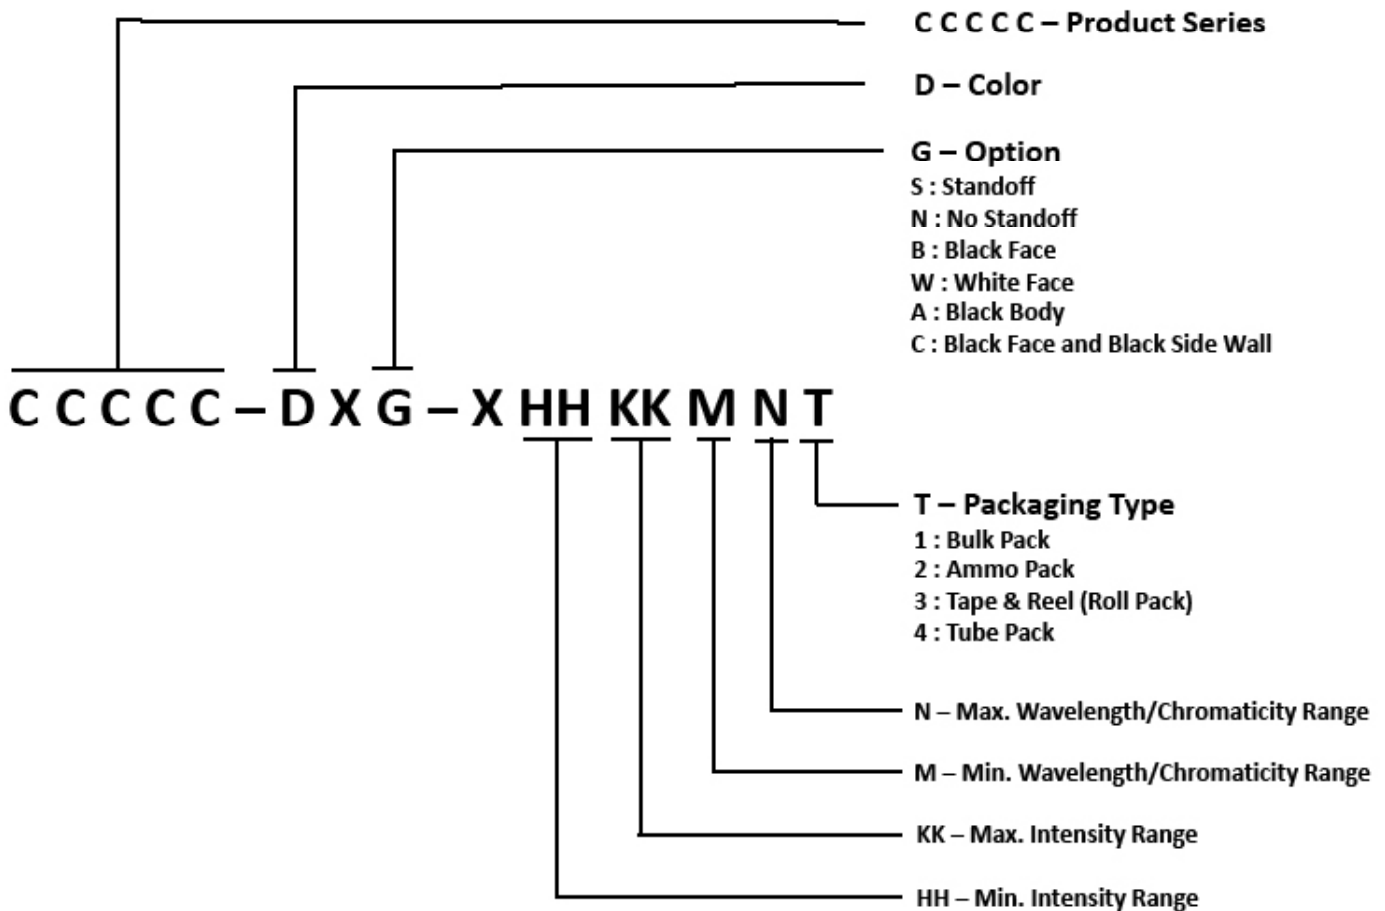 C C C C C – Product Series
D – Color
G – Option
S : Standoff
N : No Standoff
B : Black Face
W : White Face
A : Black Body
C : Black Face and Black Side Wall
C C C C C – D X G – X HH KK M N T
T – Packaging Type
1 : Bulk Pack
2 : Ammo Pack
3 : Tape & Reel (Roll Pack)
4 : Tube Pack
N – Max. Wavelength/Chromaticity Range
M – Min. Wavelength/Chromaticity Range
KK – Max. Intensity Range
HH – Min. Intensity Range